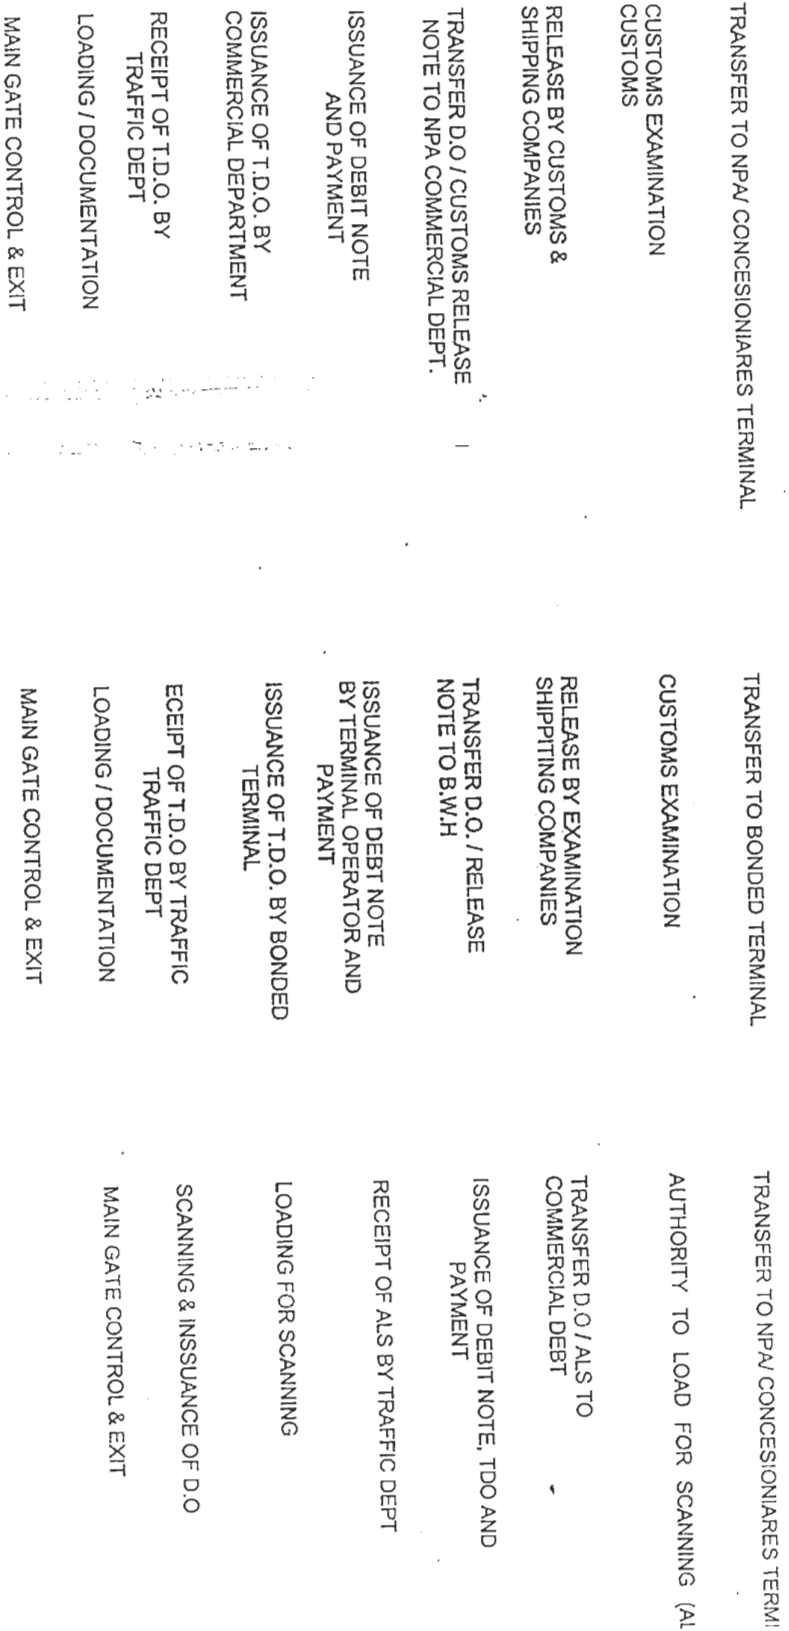 TRANSFER TO NPA/ CONCESIONIARES TERMINAL
CUSTOMS EXAMINATION
CUSTOMS
RELEASE BY CUSTOMS &
SHIPPING COMPANIES
TRANSFER D.O / CUSTOMS RELEASE
NOTE TO NPA COMMERCIAL DEPT.
ISSUANCE OF DEBIT NOTE
AND PAYMENT
ISSUANCE OF T.D.O. BY
COMMERCIAL DEPARTMENT
RECEIPT OF T.D.O. BY
TRAFFIC DEPT
LOADING / DOCUMENTATION
MAIN GATE CONTROL & EXIT
TRANSFER TO BONDED TERMINAL
CUSTOMS EXAMINATION
RELEASE BY EXAMINATION
SHIPPITING COMPANIES
TRANSFER D.O. / RELEASE
NOTE TO B.W.H
ISSUANCE OF DEBT NOTE
BY TERMINAL OPERATOR AND
PAYMENT
ISSUANCE OF T.D.O. BY BONDED
TERMINAL
ECEIPT OF T.D.O BY TRAFFIC
TRAFFIC DEPT
LOADING / DOCUMENTATION
MAIN GATE CONTROL & EXIT
TRANSFER TO NPA/ CONCESIONIARES TERMI
AUTHORITY TO LOAD FOR SCANNING (AL
TRANSFER D.O / ALS TO
COMMERCIAL DEBT
ISSUANCE OF DEBIT NOTE, TDO AND
PAYMENT
RECEIPT OF ALS BY TRAFFIC DEPT
LOADING FOR SCANNING
SCANNING & INSSUANCE OF D.O
MAIN GATE CONTROL & EXIT